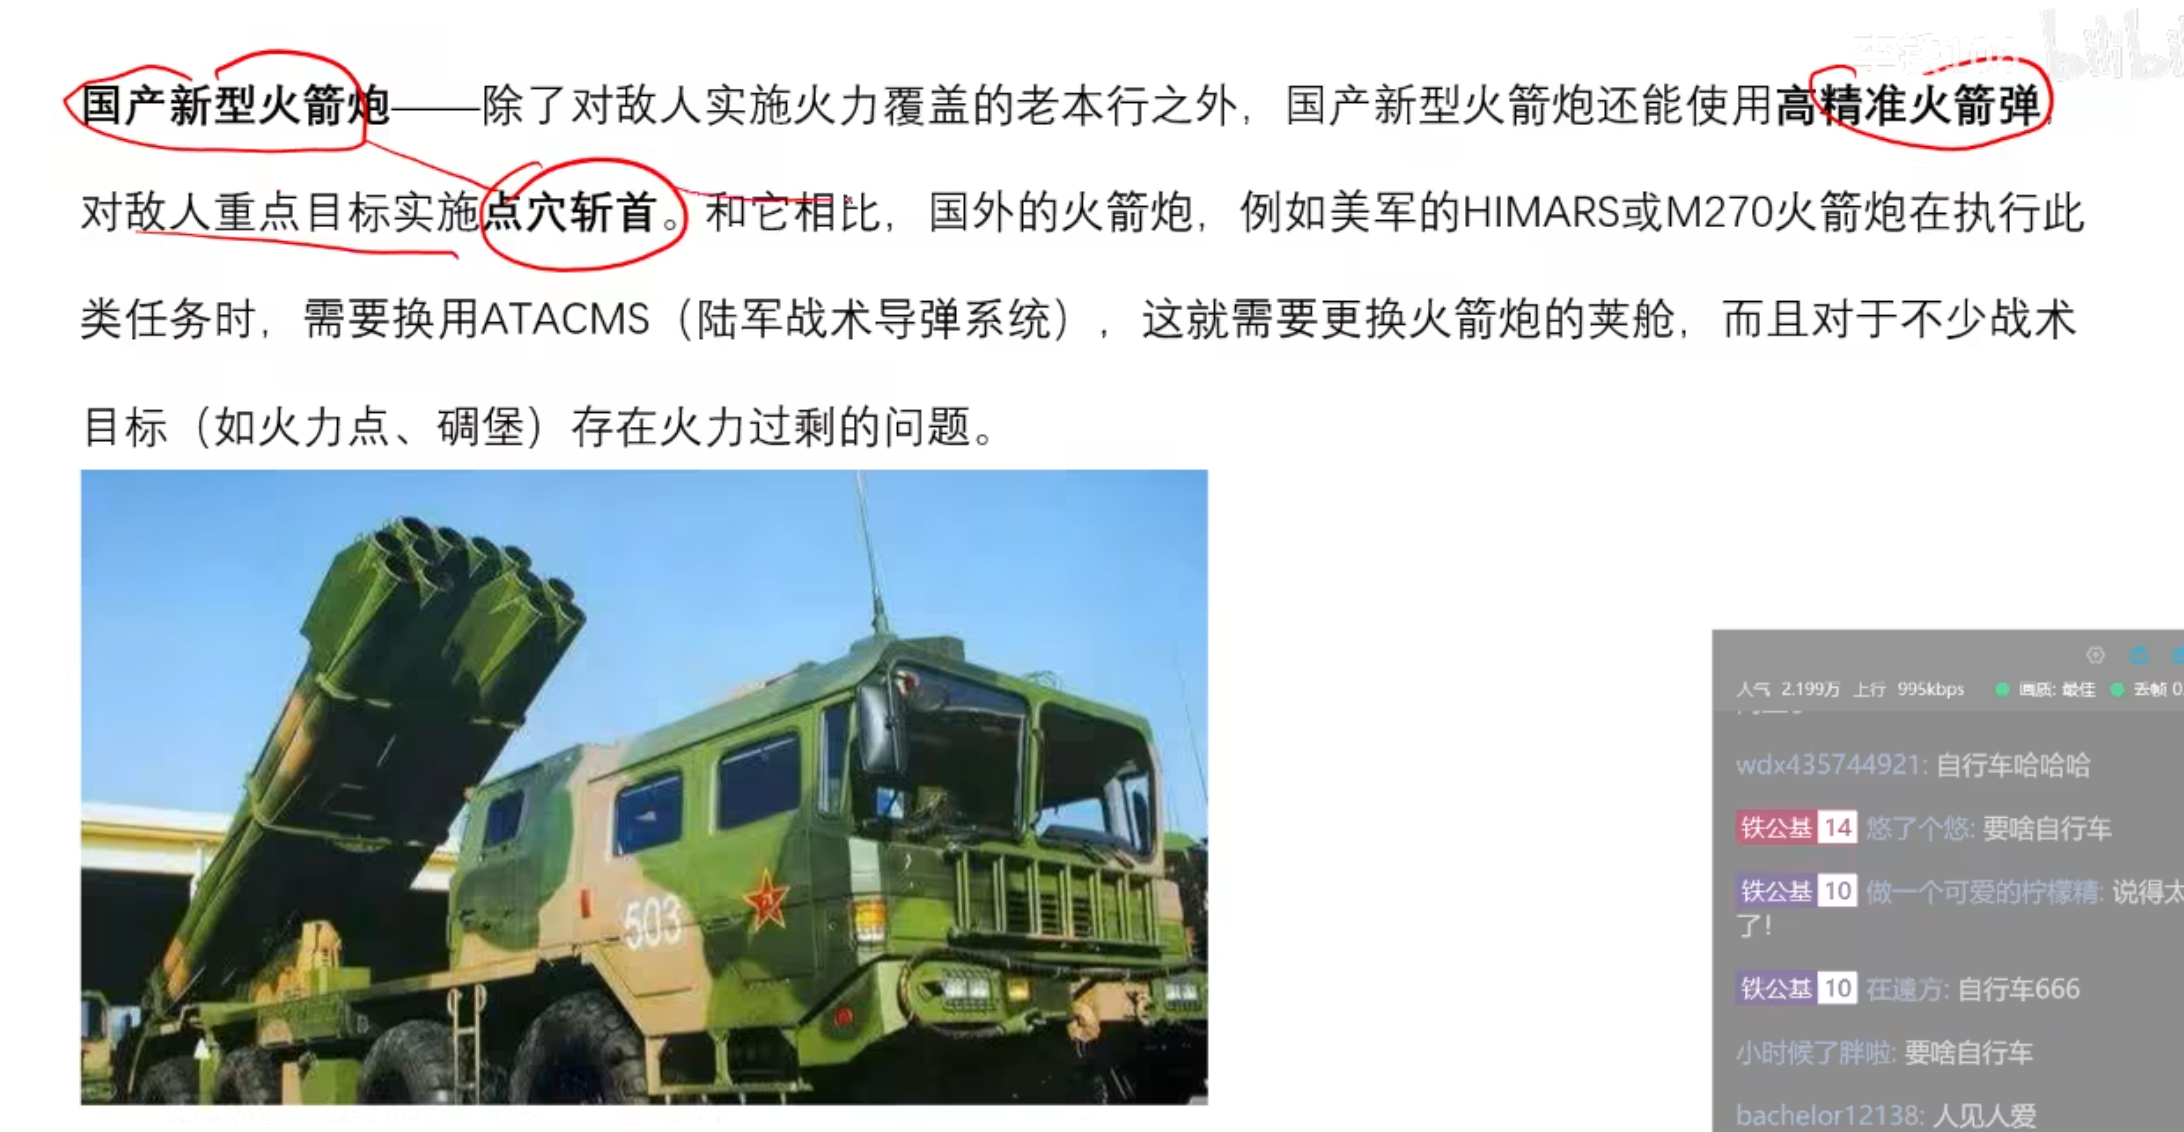 国产新型火箭炮——除了对敌人实施火力覆盖的老本行之外，国产新型火箭炮还能使用高精准火箭弹，
对敌人重点目标实施点穴斩首。和它相比，国外的火箭炮，例如美军的HIMARS或M270火箭炮在执行此
类任务时，需要换用ATACMS（陆军战术导弹系统），这就需要更换火箭炮的荚舱，而且对于不少战术
目标（如火力点、碉堡）存在火力过剩的问题。
503
人气 2.199万 上行 995kbps 画质: 最佳 丢帧 0
wdx435744921: 自行车哈哈哈
铁公基 14 悠了个悠: 要啥自行车
铁公基 10 做一个可爱的柠檬精: 说得太
了!
铁公基 10 在遠方: 自行车666
小时候了胖啦: 要啥自行车
bachelor12138: 人见人爱